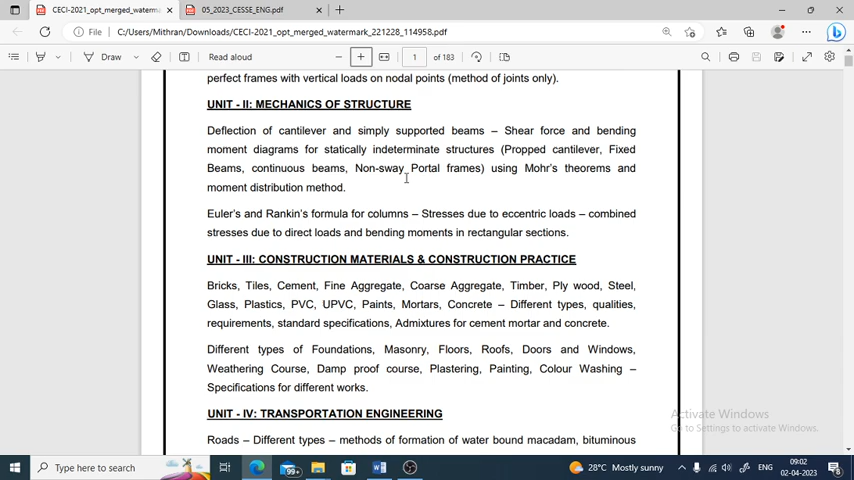 CECI-2021_opt_merged_waterma
05_2023_CESSE_ENG.pdf
File
C:/Users/Mithran/Downloads/CECI-2021_opt_merged_watermark_221228_114958.pdf
Draw
Read aloud
1
of 183
perfect frames with vertical loads on nodal points (method of joints only).
UNIT - II: MECHANICS OF STRUCTURE
Deflection of cantilever and simply supported beams – Shear force and bending
moment diagrams for statically indeterminate structures (Propped cantilever, Fixed
Beams, continuous beams, Non-sway Portal frames) using Mohr's theorems and
moment distribution method.
Euler's and Rankin's formula for columns – Stresses due to eccentric loads – combined
stresses due to direct loads and bending moments in rectangular sections.
UNIT - III: CONSTRUCTION MATERIALS & CONSTRUCTION PRACTICE
Bricks, Tiles, Cement, Fine Aggregate, Coarse Aggregate, Timber, Ply wood, Steel,
Glass, Plastics, PVC, UPVC, Paints, Mortars, Concrete – Different types, qualities,
requirements, standard specifications, Admixtures for cement mortar and concrete.
Different types of Foundations, Masonry, Floors, Roofs, Doors and Windows,
Weathering Course, Damp proof course, Plastering, Painting, Colour Washing –
Specifications for different works.
UNIT - IV: TRANSPORTATION ENGINEERING
Roads – Different types – methods of formation of water bound macadam, bituminous
Activate Windows
Go to Settings to activate Windows.
Type here to search
99+
28°C Mostly sunny
ENG
09:02
02-04-2023
8